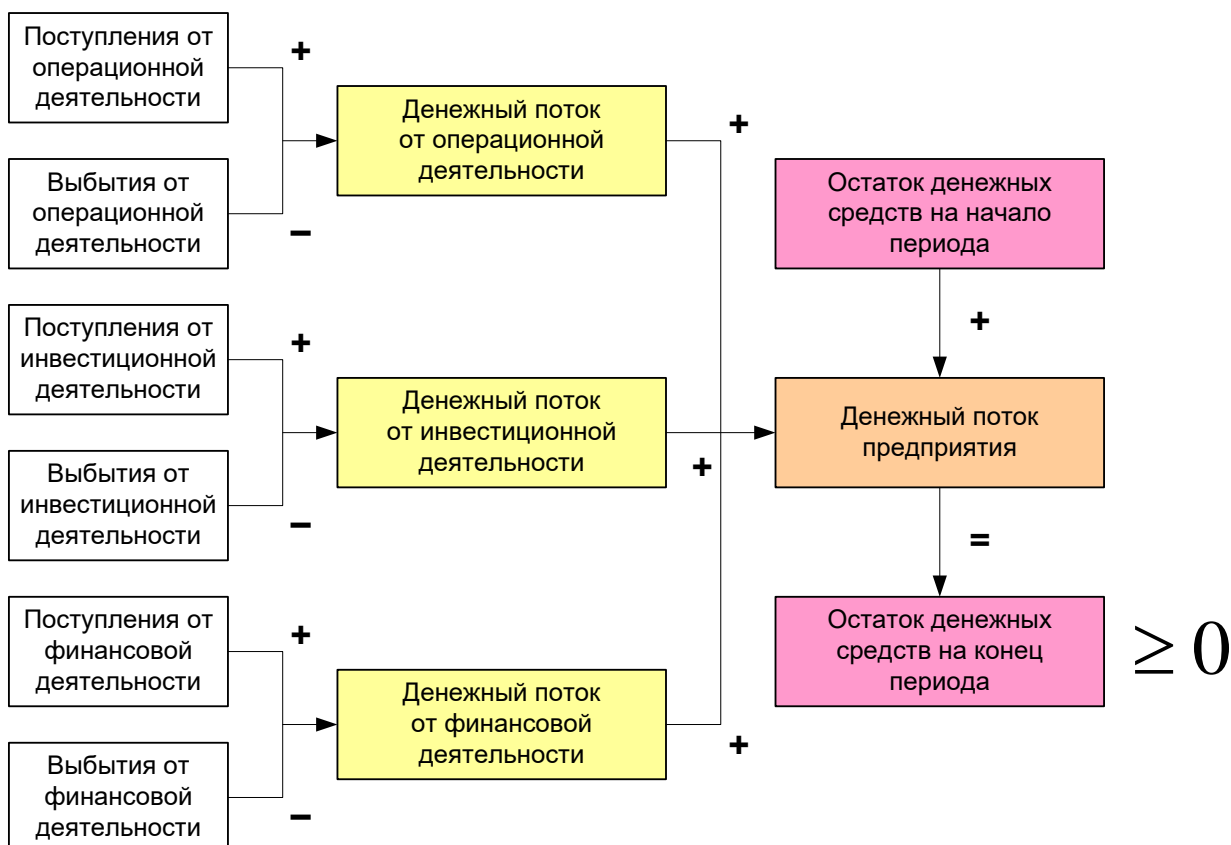 Поступления от
операционной
деятельности
+
Выбытия от
операционной
деятельности
–
Денежный поток
от операционной
деятельности
+
Поступления от
инвестиционной
деятельности
+
Выбытия от
инвестиционной
деятельности
–
Денежный поток
от инвестиционной
деятельности
+
Поступления от
финансовой
деятельности
+
Выбытия от
финансовой
деятельности
–
Денежный поток
от финансовой
деятельности
+
Остаток денежных
средств на начало
периода
+
Денежный поток
предприятия
=
Остаток денежных
средств на конец
периода
≥ 0